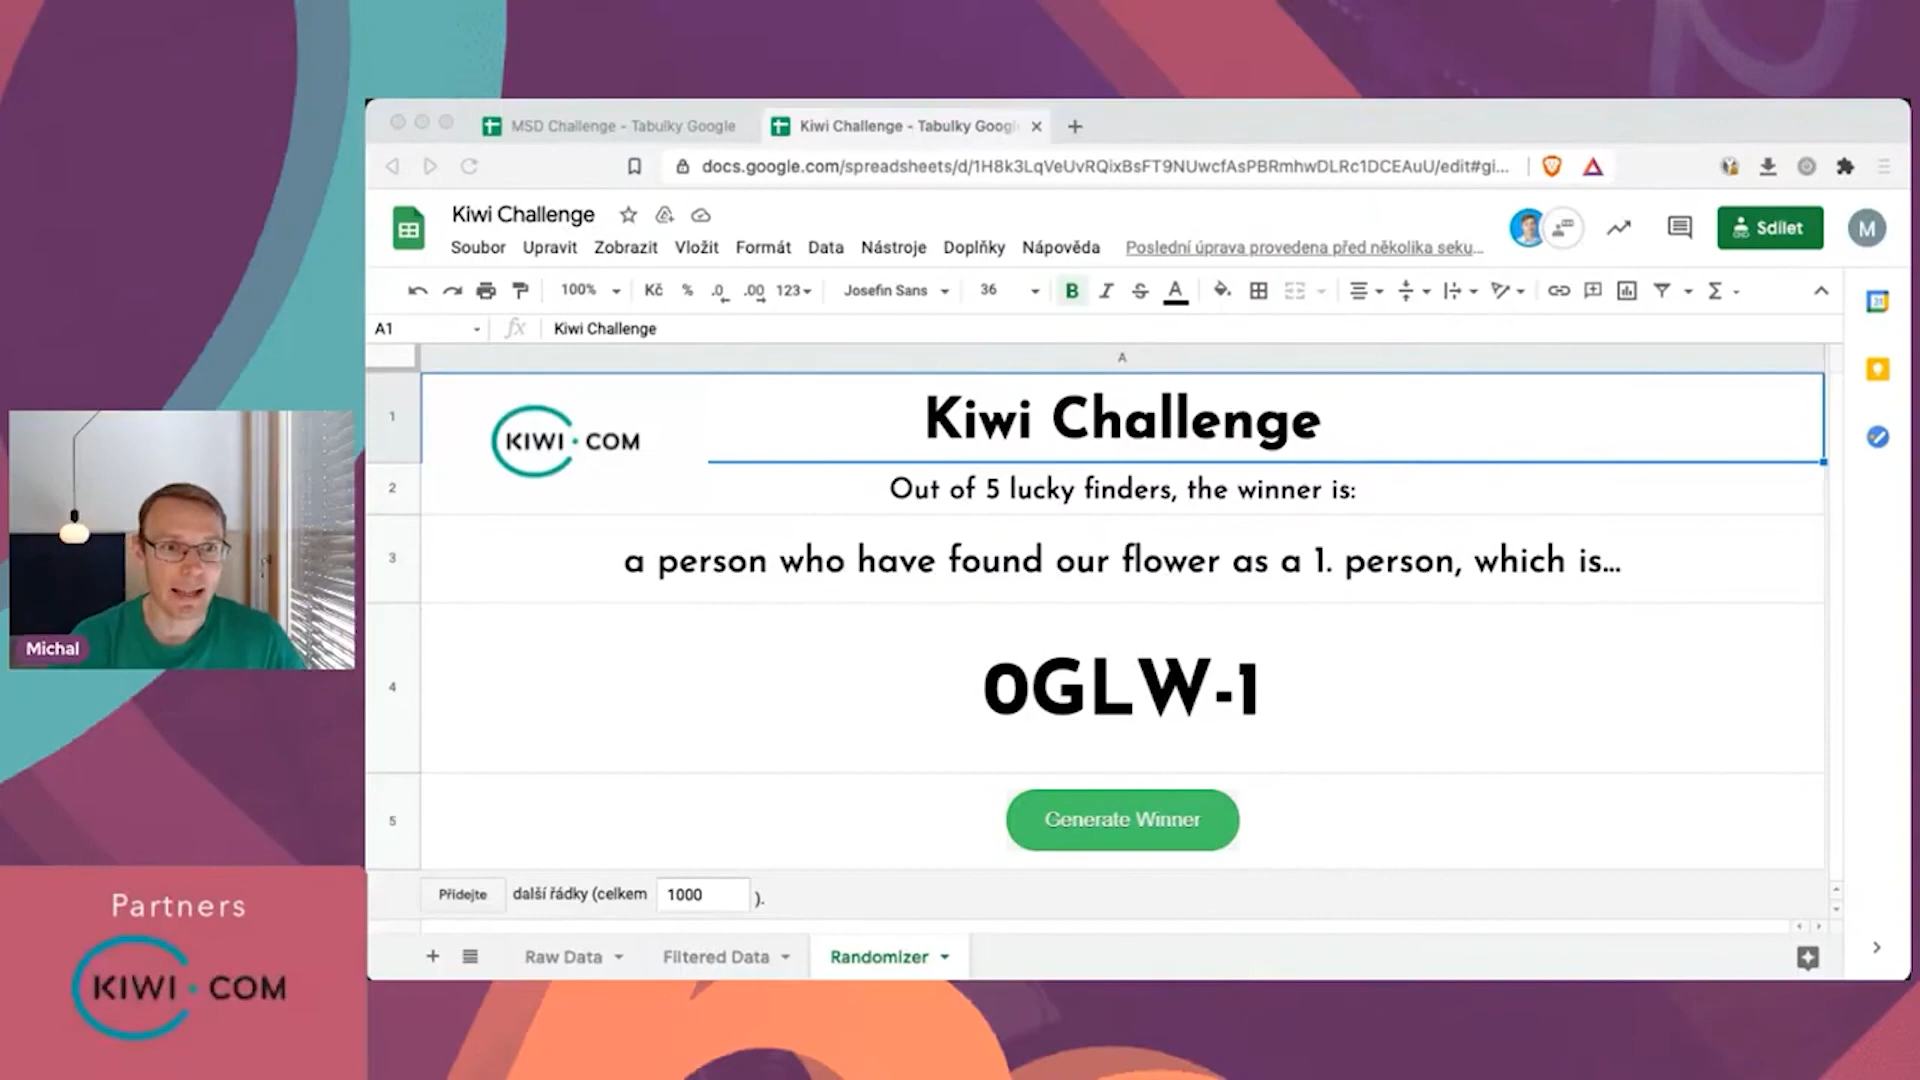 MSD Challenge - Tabulky Google
Kiwi Challenge - Tabulky Googl
docs.google.com/spreadsheets/d/1H8k3LqVeUvRQixBsFT9NUwcfAsPBRmhwDLRc1DCEAuU/edit#gi...
Kiwi Challenge
Sdílet
M
Soubor Upravit Zobrazit Vložit Formát Data Nástroje Doplňky Nápověda Poslední úprava provedena před několika seku...
100% Kč % .0 .00 123 Josefin Sans 36 B I S A Σ
31
A1 fx Kiwi Challenge
A
1 KIWI.COM Kiwi Challenge
2 Out of 5 lucky finders, the winner is:
3 a person who have found our flower as a 1. person, which is...
4 0GLW-1
5 Generate Winner
Přidejte další řádky (celkem 1000 ).
+ Raw Data Filtered Data Randomizer
Michal
Partners
KIWI.COM